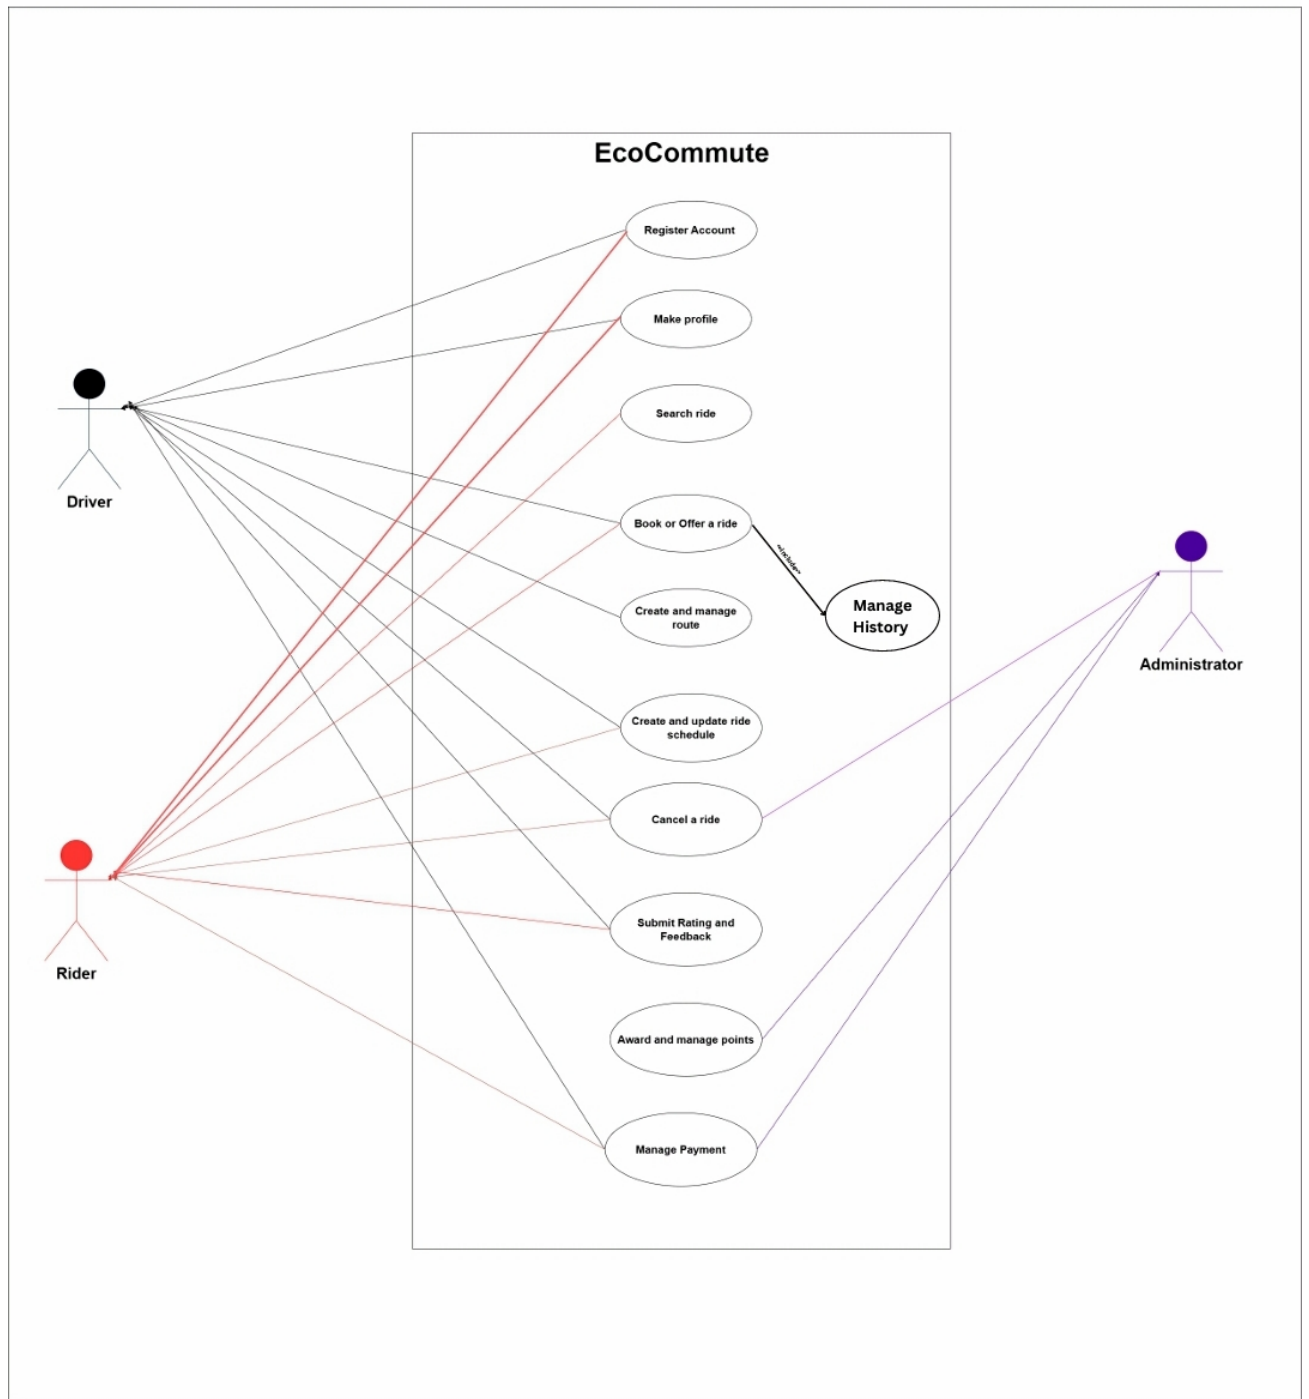 EcoCommute
Register Account
Make profile
Search ride
Driver
Book or Offer a ride
«include»
Create and manage
route
Manage
History
Administrator
Create and update ride
schedule
Cancel a ride
Rider
Submit Rating and
Feedback
Award and manage points
Manage Payment